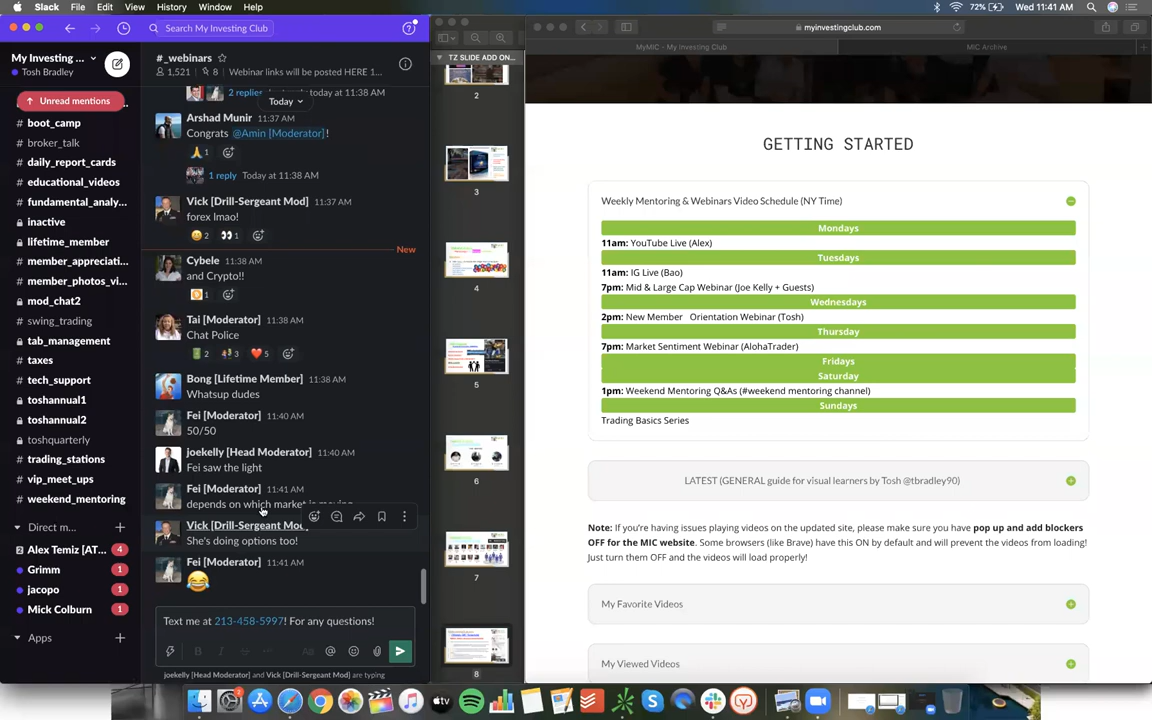 Slack File Edit View History Window Help
72% Wed 11:41 AM
Search My Investing Club
My Investing ...
Tosh Bradley
Unread mentions
# boot_camp
# broker_talk
# daily_report_cards
# educational_videos
# fundamental_analy...
inactive
lifetime_member
# member_appreciati...
# member_photos_vi...
mod_chat2
# swing_trading
tab_management
# taxes
# tech_support
toshannual1
toshannual2
toshquarterly
# trading_stations
# vip_meet_ups
# weekend_mentoring
Direct m... +
2 Alex Temiz [AT... 4
Grimm 1
jacopo 1
Mick Colburn 1
Apps +
#_webinars
1,521 8 Webinar links will be posted HERE 1...
2 replies today at 11:38 AM
Today
Arshad Munir 11:37 AM
Congrats @Amin [Moderator]!
1
1 reply Today at 11:38 AM
Vick [Drill-Sergeant Mod] 11:37 AM
forex lmao!
2 1
New
Cybele 11:38 AM
and Crypto!!
1
Tai [Moderator] 11:38 AM
Chat Police
2 3 5
Bong [Lifetime Member] 11:38 AM
Whatsup dudes
Fei [Moderator] 11:40 AM
50/50
joekelly [Head Moderator] 11:40 AM
Fei saw the light
Fei [Moderator] 11:41 AM
depends on which market is moving
Vick [Drill-Sergeant Mod
She's doing options too!
Fei [Moderator] 11:41 AM
Text me at 213-458-5997! For any questions!
joekelly [Head Moderator] and Vick [Drill-Sergeant Mod] are typing
TZ SLIDE ADD ON...
2
3
4
5
6
7
8
myinvestingclub.com
MyMIC - My Investing Club
MIC Archive
GETTING STARTED
Weekly Mentoring & Webinars Video Schedule (NY Time)
Mondays
11am: YouTube Live (Alex)
Tuesdays
11am: IG Live (Bao)
7pm: Mid & Large Cap Webinar (Joe Kelly + Guests)
Wednesdays
2pm: New Member Orientation Webinar (Tosh)
Thursday
7pm: Market Sentiment Webinar (AlohaTrader)
Fridays
Saturday
1pm: Weekend Mentoring Q&As (#weekend mentoring channel)
Sundays
Trading Basics Series
LATEST (GENERAL guide for visual learners by Tosh @tbradley90)
Note: If you're having issues playing videos on the updated site, please make sure you have pop up and add blockers
OFF for the MIC website. Some browsers (like Brave) have this ON by default and will prevent the videos from loading!
Just turn them OFF and the videos will load properly!
My Favorite Videos
My Viewed Videos